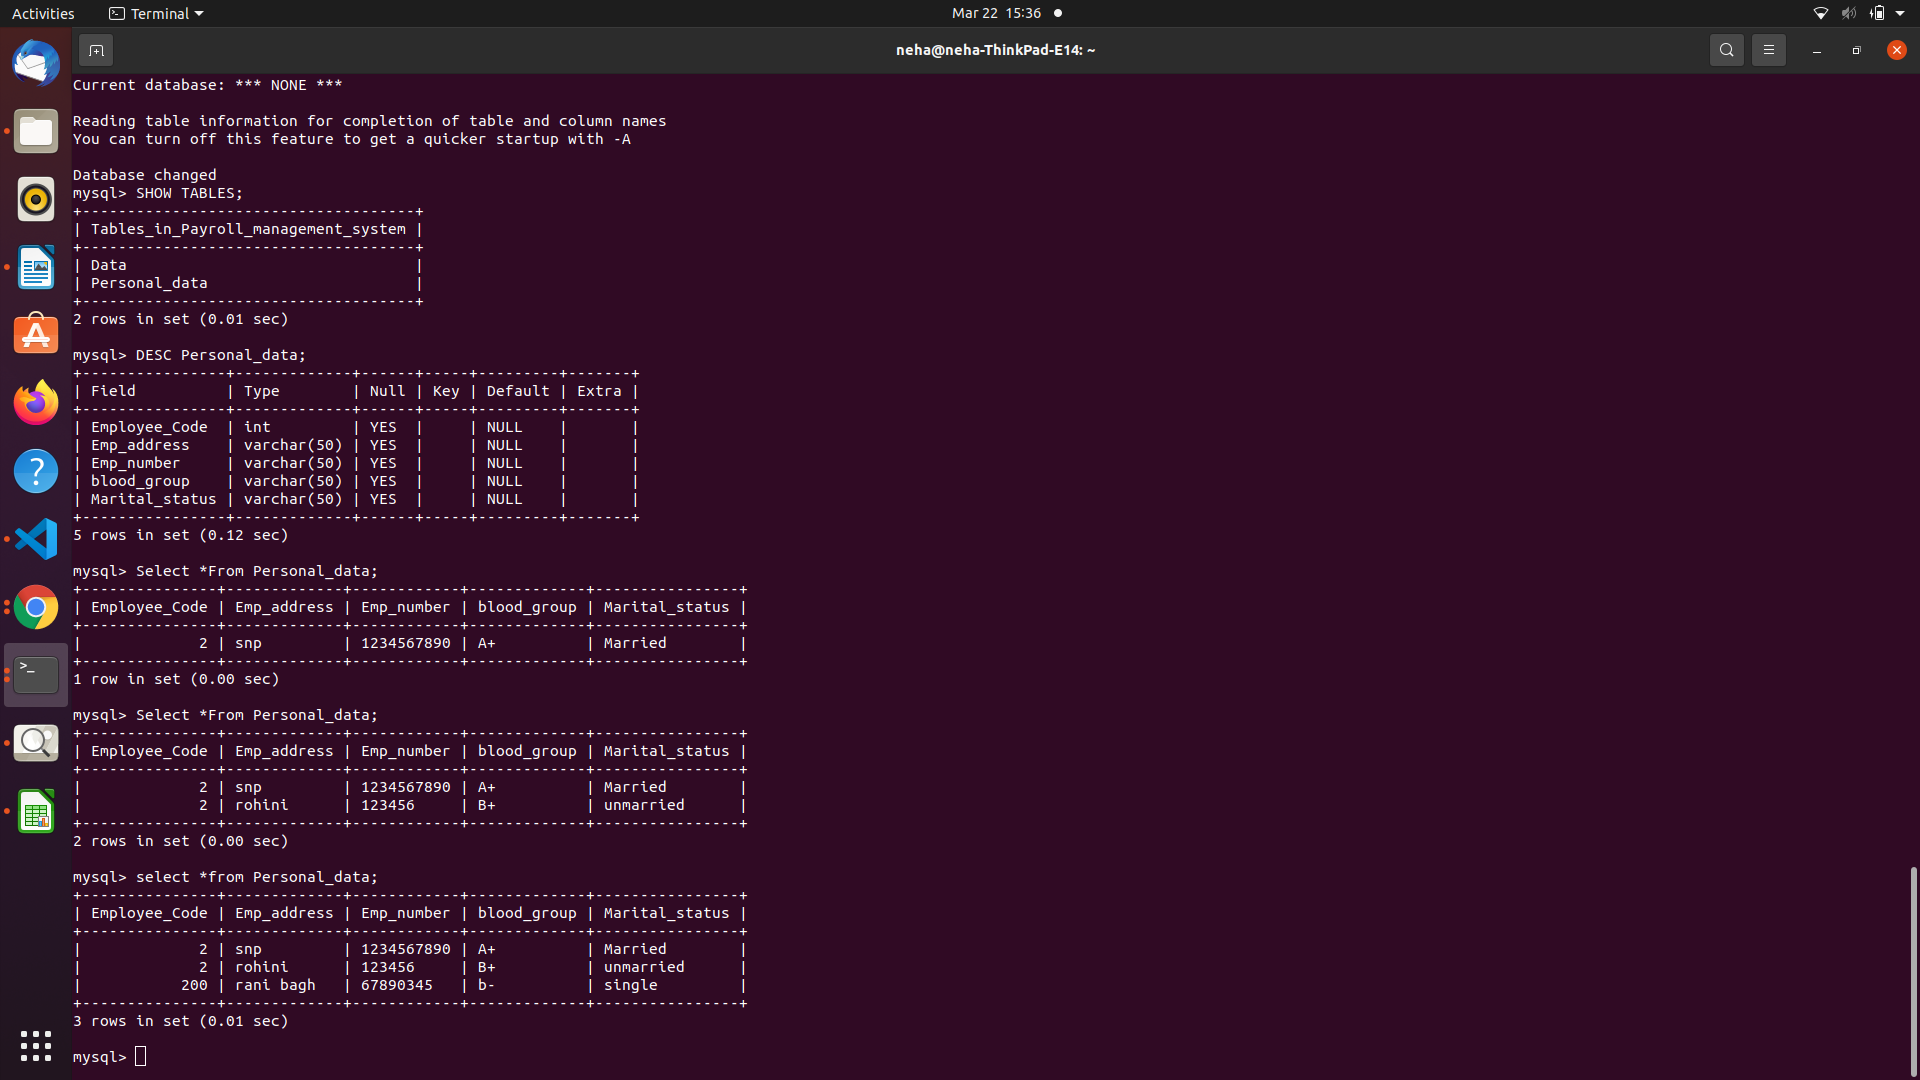 Activities Terminal Mar 22 15:36
neha@neha-ThinkPad-E14: ~
Current database: *** NONE ***
Reading table information for completion of table and column names
You can turn off this feature to get a quicker startup with -A
Database changed
mysql> SHOW TABLES;
+-------------------------------------+
| Tables_in_Payroll_management_system |
+-------------------------------------+
| Data                                |
| Personal_data                       |
+-------------------------------------+
2 rows in set (0.01 sec)
mysql> DESC Personal_data;
+----------------+-------------+------+-----+---------+-------+
| Field          | Type        | Null | Key | Default | Extra |
+----------------+-------------+------+-----+---------+-------+
| Employee_Code  | int         | YES  |     | NULL    |       |
| Emp_address    | varchar(50) | YES  |     | NULL    |       |
| Emp_number     | varchar(50) | YES  |     | NULL    |       |
| blood_group    | varchar(50) | YES  |     | NULL    |       |
| Marital_status | varchar(50) | YES  |     | NULL    |       |
+----------------+-------------+------+-----+---------+-------+
5 rows in set (0.12 sec)
mysql> Select *From Personal_data;
+---------------+-------------+------------+-------------+----------------+
| Employee_Code | Emp_address | Emp_number | blood_group | Marital_status |
+---------------+-------------+------------+-------------+----------------+
|             2 | snp         | 1234567890 | A+          | Married        |
+---------------+-------------+------------+-------------+----------------+
1 row in set (0.00 sec)
mysql> Select *From Personal_data;
+---------------+-------------+------------+-------------+----------------+
| Employee_Code | Emp_address | Emp_number | blood_group | Marital_status |
+---------------+-------------+------------+-------------+----------------+
|             2 | snp         | 1234567890 | A+          | Married        |
|             2 | rohini      | 123456     | B+          | unmarried      |
+---------------+-------------+------------+-------------+----------------+
2 rows in set (0.00 sec)
mysql> select *from Personal_data;
+---------------+-------------+------------+-------------+----------------+
| Employee_Code | Emp_address | Emp_number | blood_group | Marital_status |
+---------------+-------------+------------+-------------+----------------+
|             2 | snp         | 1234567890 | A+          | Married        |
|             2 | rohini      | 123456     | B+          | unmarried      |
|           200 | rani bagh   | 67890345   | b-          | single         |
+---------------+-------------+------------+-------------+----------------+
3 rows in set (0.01 sec)
mysql>